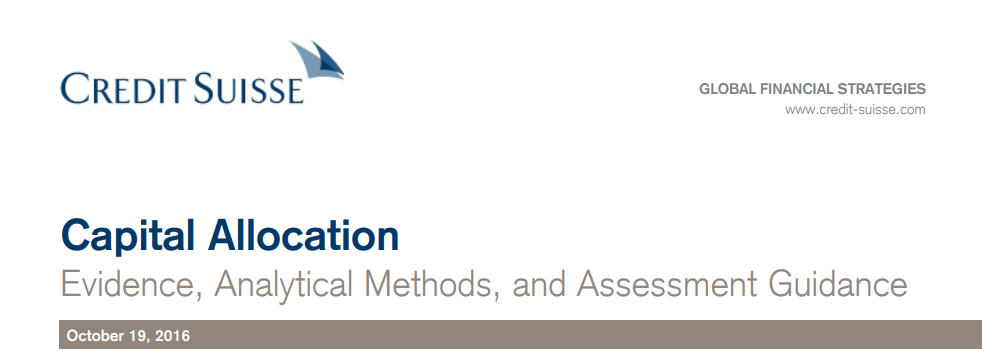 CREDIT SUISSE
GLOBAL FINANCIAL STRATEGIES
www.credit-suisse.com
Capital Allocation
Evidence, Analytical Methods, and Assessment Guidance
October 19, 2016